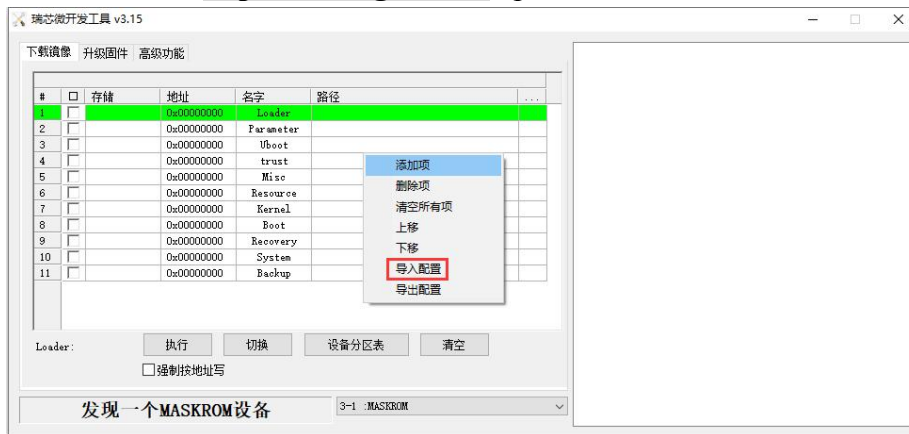 瑞芯微开发工具 v3.15
下载镜像 升级固件 高级功能
# 存储 地址 名字 路径 ...
1 0x00000000 Loader
2 0x00000000 Parameter
3 0x00000000 Uboot
4 0x00000000 trust
5 0x00000000 Misc
6 0x00000000 Resource
7 0x00000000 Kernel
8 0x00000000 Boot
9 0x00000000 Recovery
10 0x00000000 System
11 0x00000000 Backup
添加项
删除项
清空所有项
上移
下移
导入配置
导出配置
Loader: 执行 切换 设备分区表 清空
强制按地址写
发现一个MASKROM设备 3-1 :MASKROM